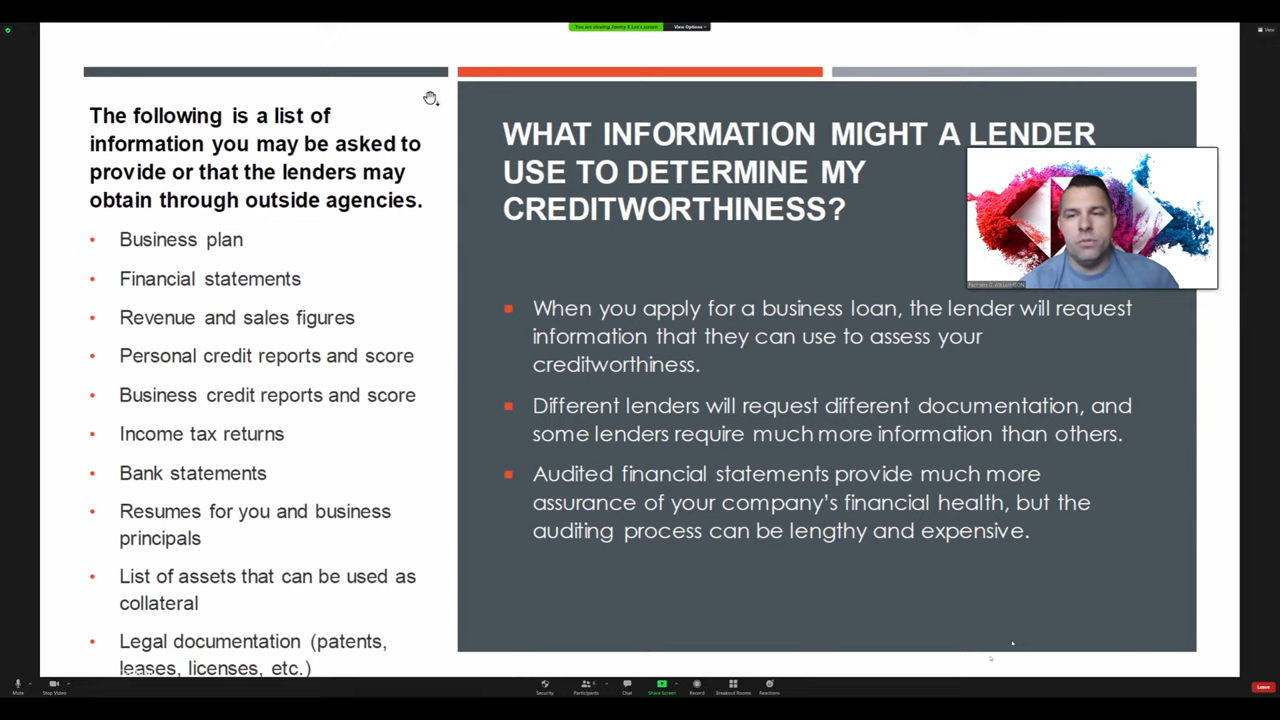 You are viewing Jimmy X Lee's screen
View Options
View
The following is a list of
information you may be asked to
provide or that the lenders may
obtain through outside agencies.
• Business plan
• Financial statements
• Revenue and sales figures
• Personal credit reports and score
• Business credit reports and score
• Income tax returns
• Bank statements
• Resumes for you and business
principals
• List of assets that can be used as
collateral
• Legal documentation (patents,
leases, licenses, etc.)
WHAT INFORMATION MIGHT A LENDER
USE TO DETERMINE MY
CREDITWORTHINESS?
When you apply for a business loan, the lender will request
information that they can use to assess your
creditworthiness.
Different lenders will request different documentation, and
some lenders require much more information than others.
Audited financial statements provide much more
assurance of your company's financial health, but the
auditing process can be lengthy and expensive.
Mute
Stop Video
Security
Participants
Chat
Share Screen
Record
Breakout Rooms
Reactions
Leave